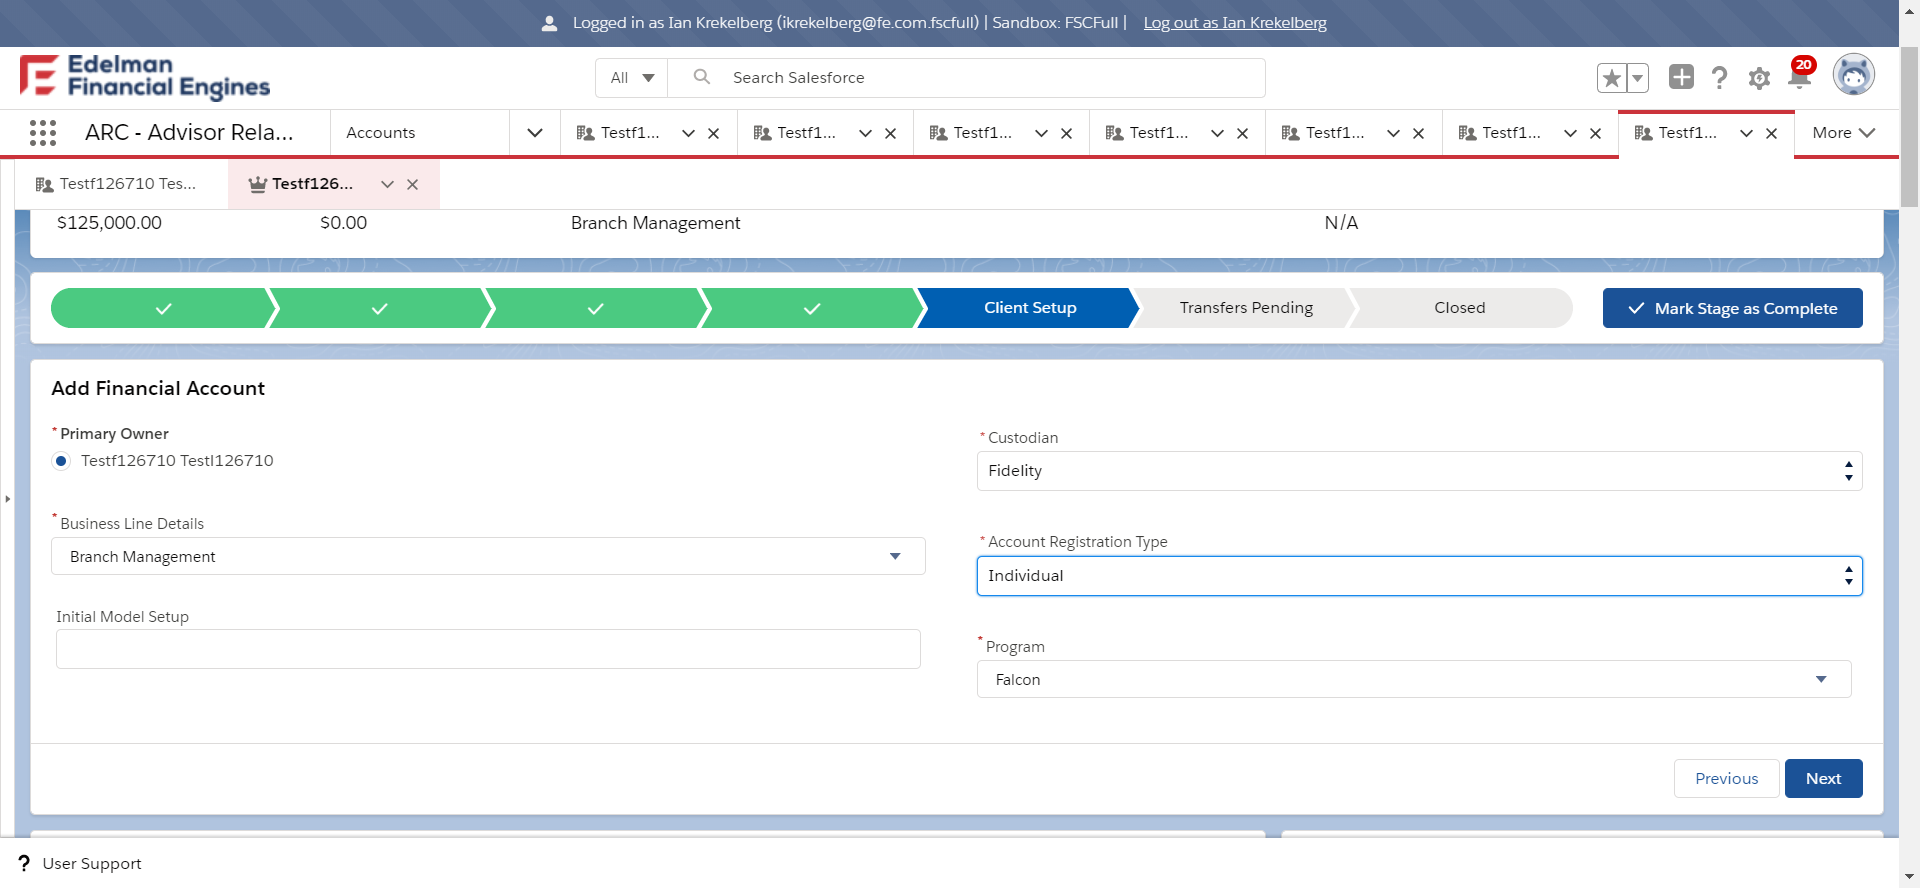 Logged in as Ian Krekelberg (ikrekelberg@fe.com.fscfull) | Sandbox: FSCFull | Log out as Ian Krekelberg
Edelman
Financial Engines
All
Search Salesforce
20
ARC - Advisor Rela...
Accounts
Testf1...
Testf1...
Testf1...
Testf1...
Testf1...
Testf1...
Testf1...
More
Testf126710 Tes...
Testf126...
$125,000.00
$0.00
Branch Management
N/A
Client Setup
Transfers Pending
Closed
Mark Stage as Complete
Add Financial Account
*Primary Owner
Testf126710 Testl126710
*Custodian
Fidelity
*Business Line Details
Branch Management
*Account Registration Type
Individual
Initial Model Setup
*Program
Falcon
Previous
Next
? User Support